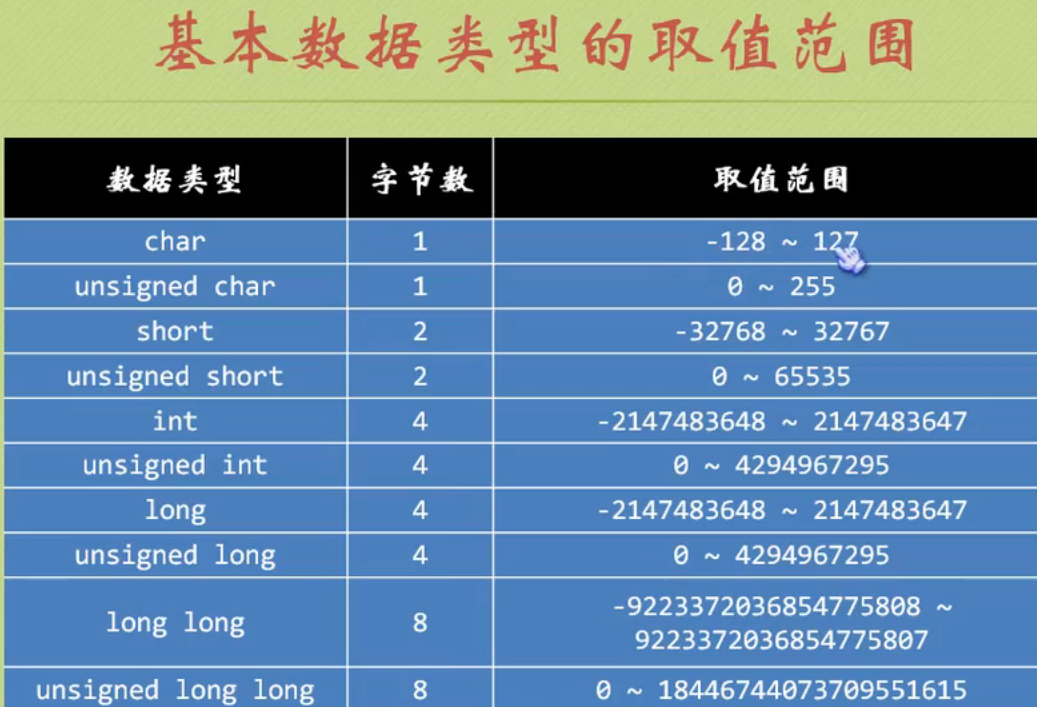 基本数据类型的取值范围
数据类型 字节数 取值范围
char 1 -128 ~ 127
unsigned char 1 0 ~ 255
short 2 -32768 ~ 32767
unsigned short 2 0 ~ 65535
int 4 -2147483648 ~ 2147483647
unsigned int 4 0 ~ 4294967295
long 4 -2147483648 ~ 2147483647
unsigned long 4 0 ~ 4294967295
long long 8 -9223372036854775808 ~
9223372036854775807
unsigned long long 8 0 ~ 18446744073709551615